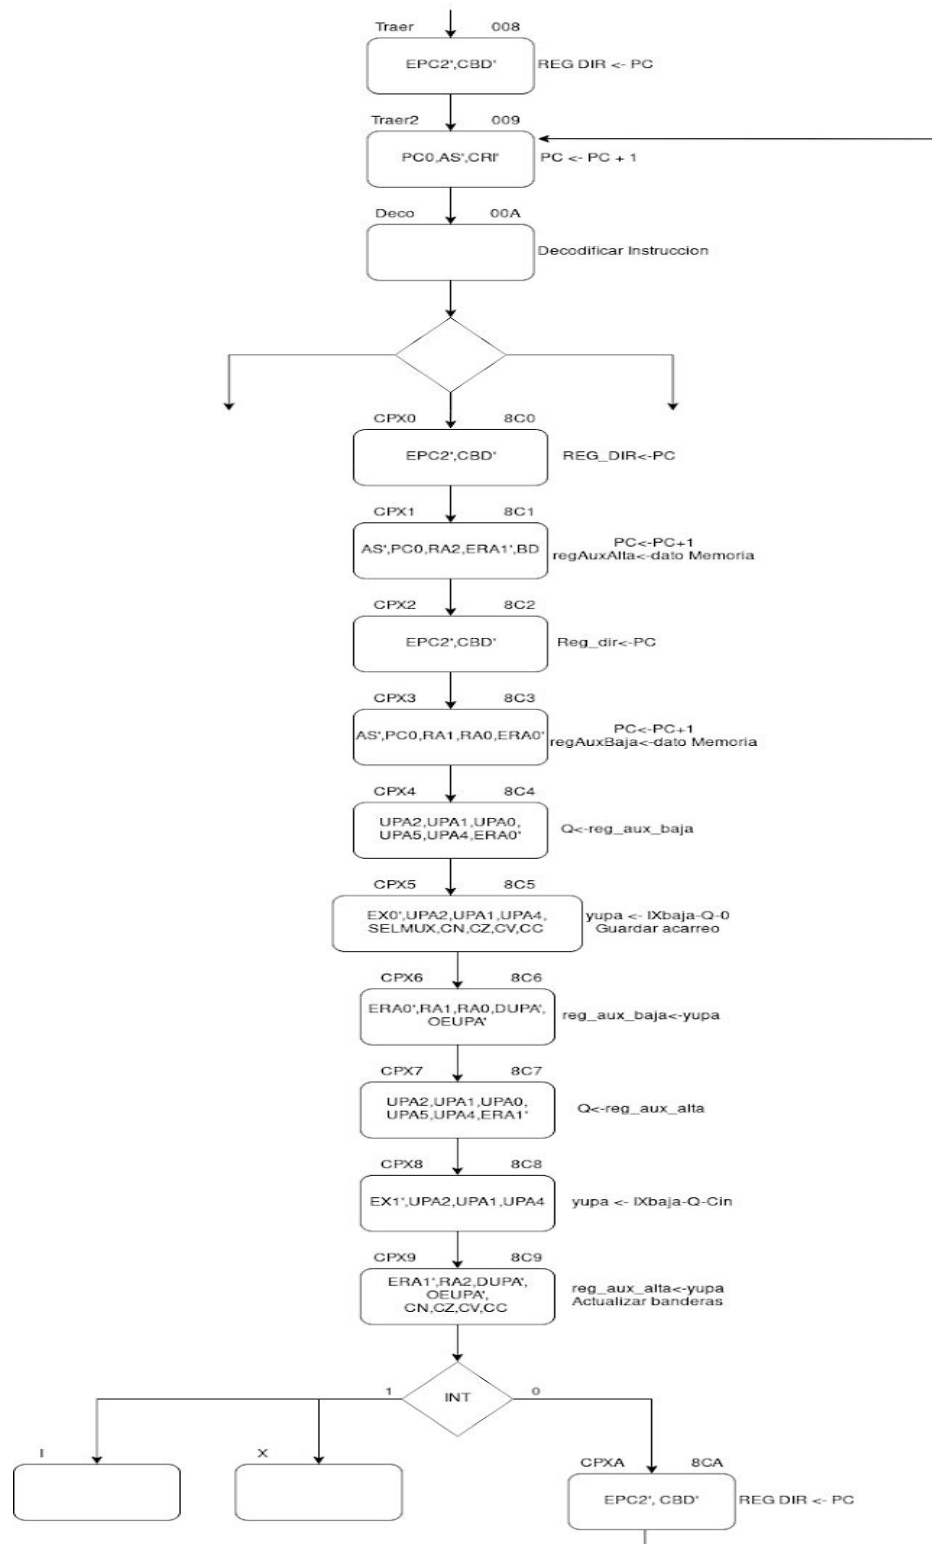 Traer 008
EPC2',CBD' REG DIR <- PC
Traer2 009
PC0,AS',CRI' PC <- PC + 1
Deco 00A
Decodificar Instruccion
CPX0 8C0
EPC2',CBD' REG_DIR<-PC
CPX1 8C1
AS',PC0,RA2,ERA1',BD PC<-PC+1
regAuxAlta<-dato Memoria
CPX2 8C2
EPC2',CBD' Reg_dir<-PC
CPX3 8C3
AS',PC0,RA1,RA0,ERA0' PC<-PC+1
regAuxBaja<-dato Memoria
CPX4 8C4
UPA2,UPA1,UPA0,
UPA5,UPA4,ERA0' Q<-reg_aux_baja
CPX5 8C5
EX0',UPA2,UPA1,UPA4, yupa <- IXbaja-Q-0
SELMUX,CN,CZ,CV,CC Guardar acarreo
CPX6 8C6
ERA0',RA1,RA0,DUPA',
OEUPA' reg_aux_baja<-yupa
CPX7 8C7
UPA2,UPA1,UPA0,
UPA5,UPA4,ERA1' Q<-reg_aux_alta
CPX8 8C8
EX1',UPA2,UPA1,UPA4 yupa <- IXbaja-Q-Cin
CPX9 8C9
ERA1',RA2,DUPA', reg_aux_alta<-yupa
OEUPA', Actualizar banderas
CN,CZ,CV,CC
1 INT 0
I X CPXA 8CA
EPC2', CBD' REG DIR <- PC